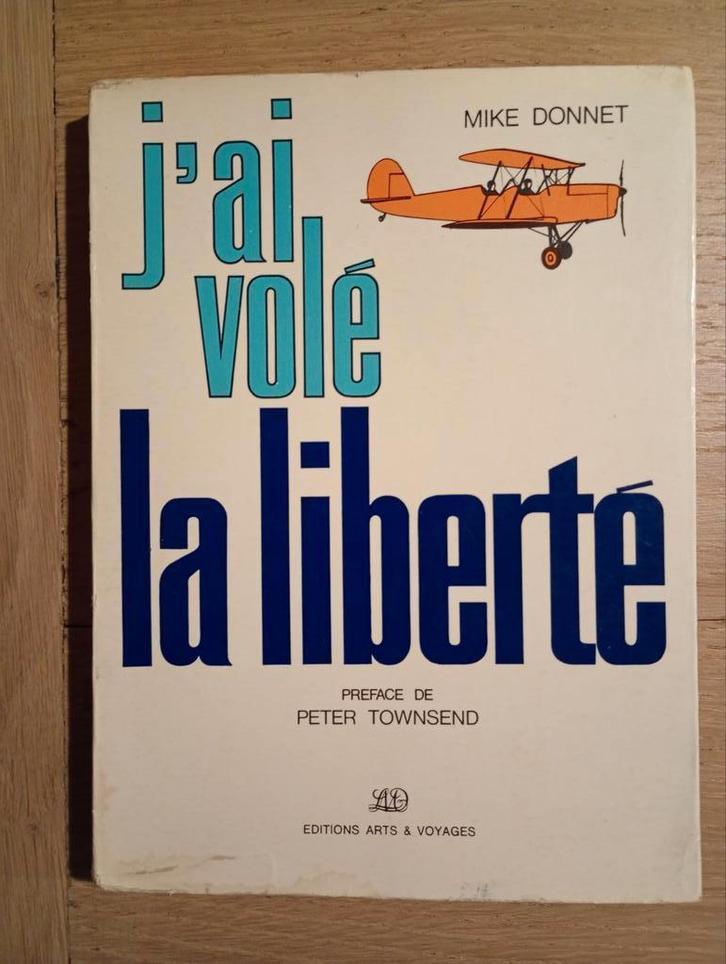 MIKE DONNET
j'ai
volé
la liberté
PREFACE DE
PETER TOWNSEND
EDITIONS ARTS & VOYAGES